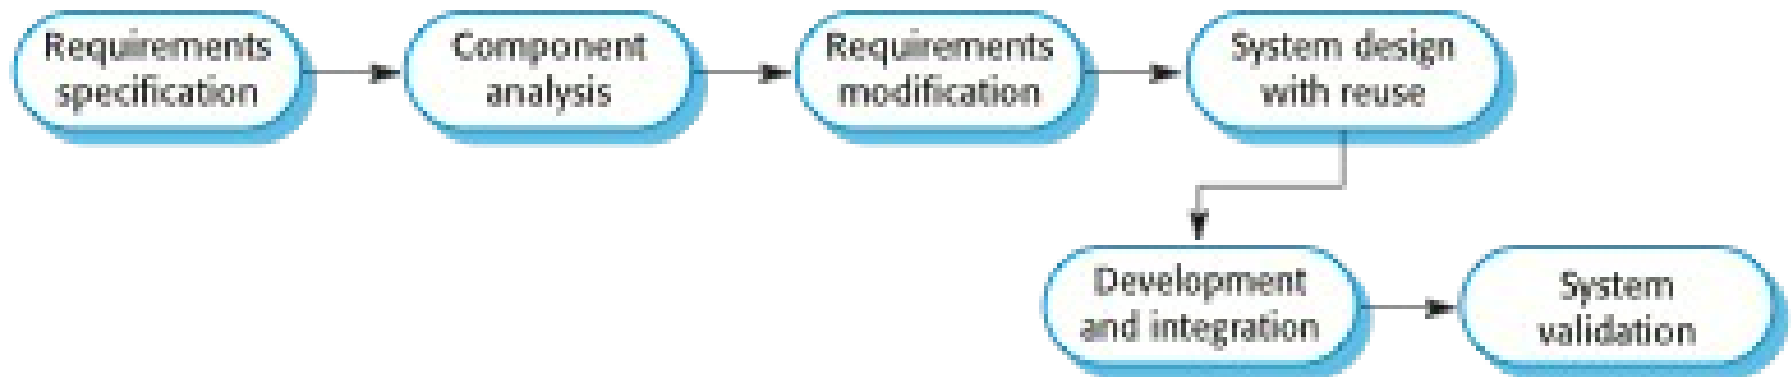 Requirements
specification
Component
analysis
Requirements
modification
System design
with reuse
Development
and integration
System
validation